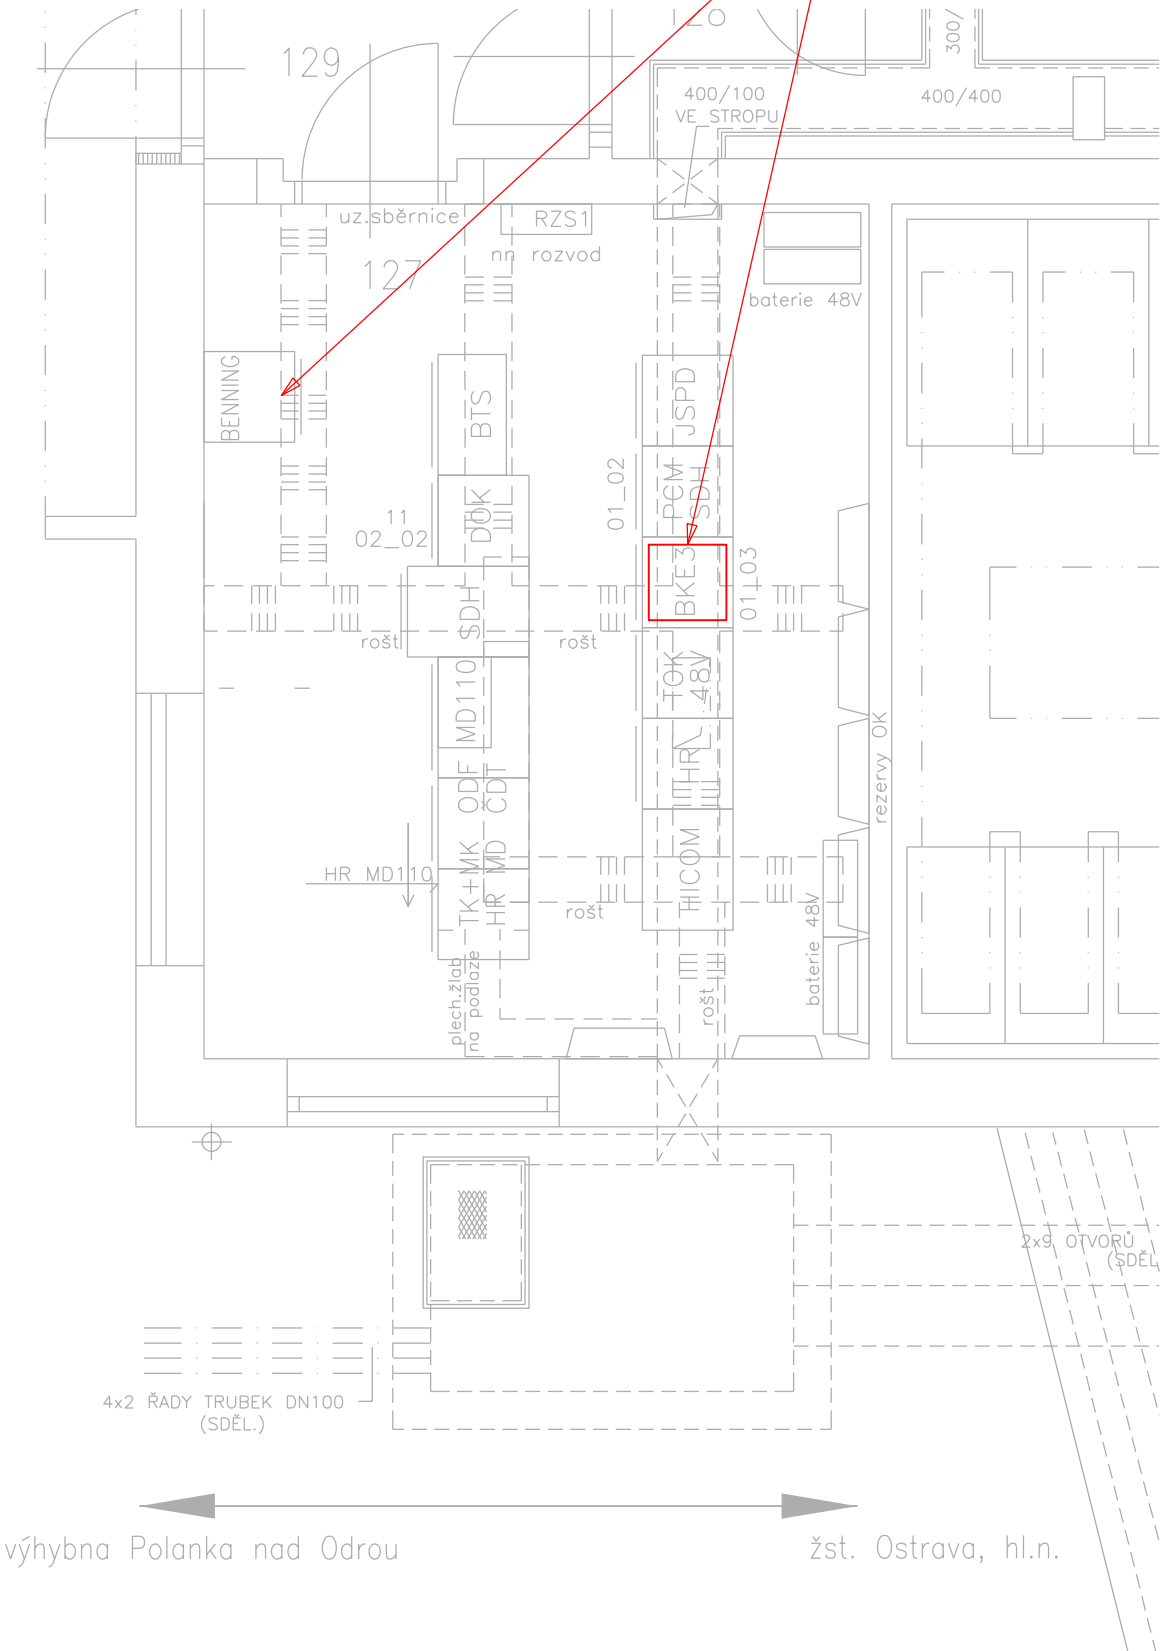 129
300/
400/100
VE STROPU
400/400
uz.sběrnice
RZS1
nn rozvod
127
baterie 48V
BENNING
BTS
JSPD
01_02
PCM
SDH
DOK
11
02_02
BKE3
01_03
SDH
rošt
rošt
MD110
TOK
48V
rezervy OK
ODF
ČDT
HR
HR MD110
TK+MK
HR MD
HICOM
rošt
baterie 48V
plech.žlab
na podlaze
rošt
2x9 OTVORŮ
(SDĚL
4x2 ŘADY TRUBEK DN100
(SDĚL.)
výhybna Polanka nad Odrou
žst. Ostrava, hl.n.